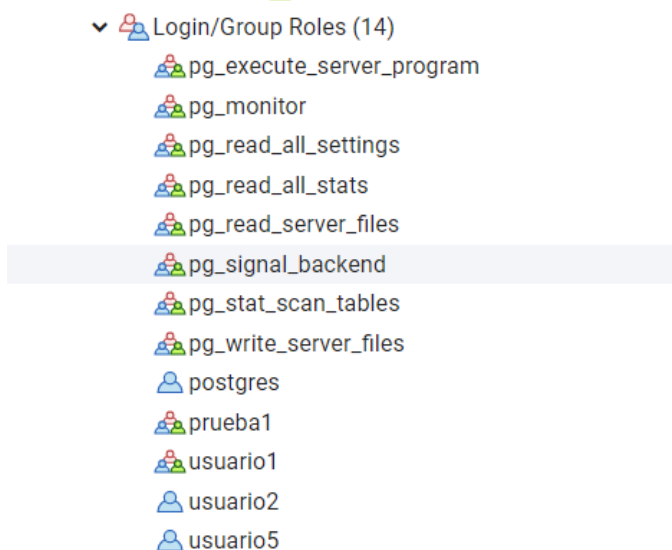 Login/Group Roles (14)
pg_execute_server_program
pg_monitor
pg_read_all_settings
pg_read_all_stats
pg_read_server_files
pg_signal_backend
pg_stat_scan_tables
pg_write_server_files
postgres
prueba1
usuario1
usuario2
usuario5